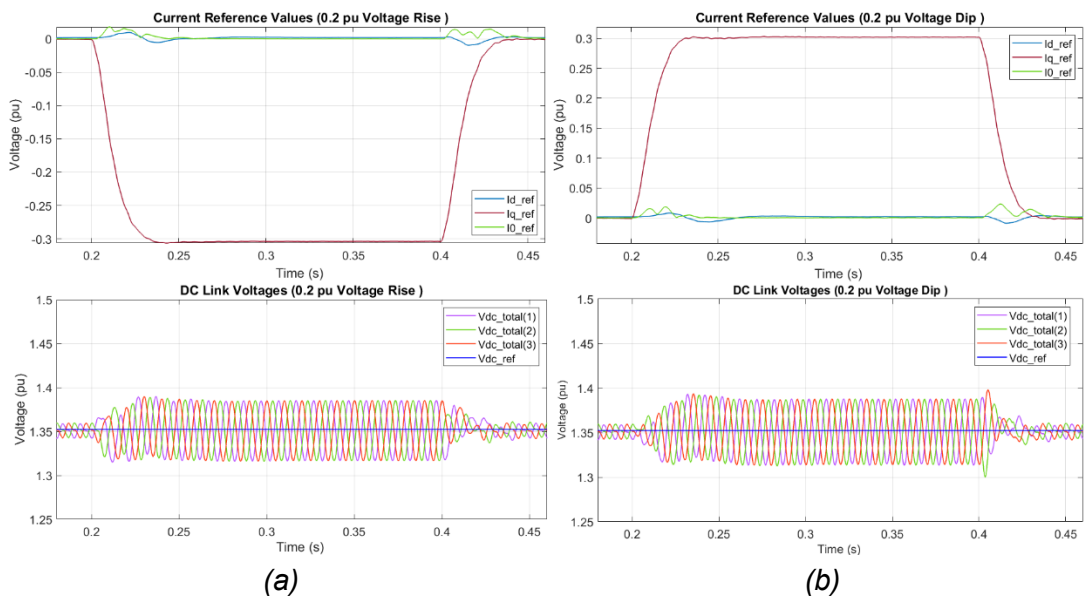 Current Reference Values (0.2 pu Voltage Rise )
Voltage (pu)
0
-0.05
-0.1
-0.15
-0.2
-0.25
-0.3
Id_ref
Iq_ref
I0_ref
0.2
0.25
0.3
0.35
0.4
0.45
Time (s)
DC Link Voltages (0.2 pu Voltage Rise )
Voltage (pu)
1.5
1.45
1.4
1.35
1.3
1.25
Vdc_total(1)
Vdc_total(2)
Vdc_total(3)
Vdc_ref
0.2
0.25
0.3
0.35
0.4
0.45
Time (s)
(a)
Current Reference Values (0.2 pu Voltage Dip )
Voltage (pu)
0.3
0.25
0.2
0.15
0.1
0.05
0
Id_ref
Iq_ref
I0_ref
0.2
0.25
0.3
0.35
0.4
0.45
Time (s)
DC Link Voltages (0.2 pu Voltage Dip )
Voltage (pu)
1.5
1.45
1.4
1.35
1.3
1.25
Vdc_total(1)
Vdc_total(2)
Vdc_total(3)
Vdc_ref
0.2
0.25
0.3
0.35
0.4
0.45
Time (s)
(b)